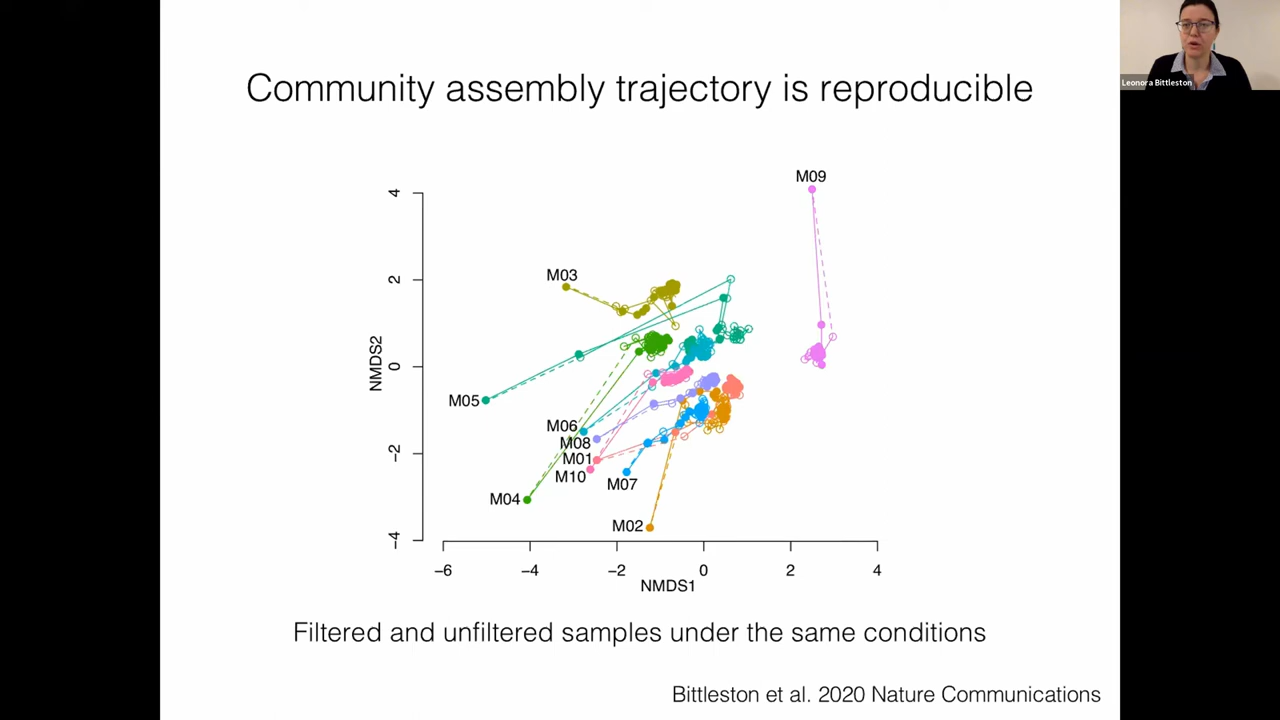 Community assembly trajectory is reproducible
Leonora Bittleston
M09
4
M03
2
NMDS2
0
M05
M06
M08
−2
M01
M10
M07
M04
M02
−4
−6 −4 −2 0 2 4
NMDS1
Filtered and unfiltered samples under the same conditions
Bittleston et al. 2020 Nature Communications